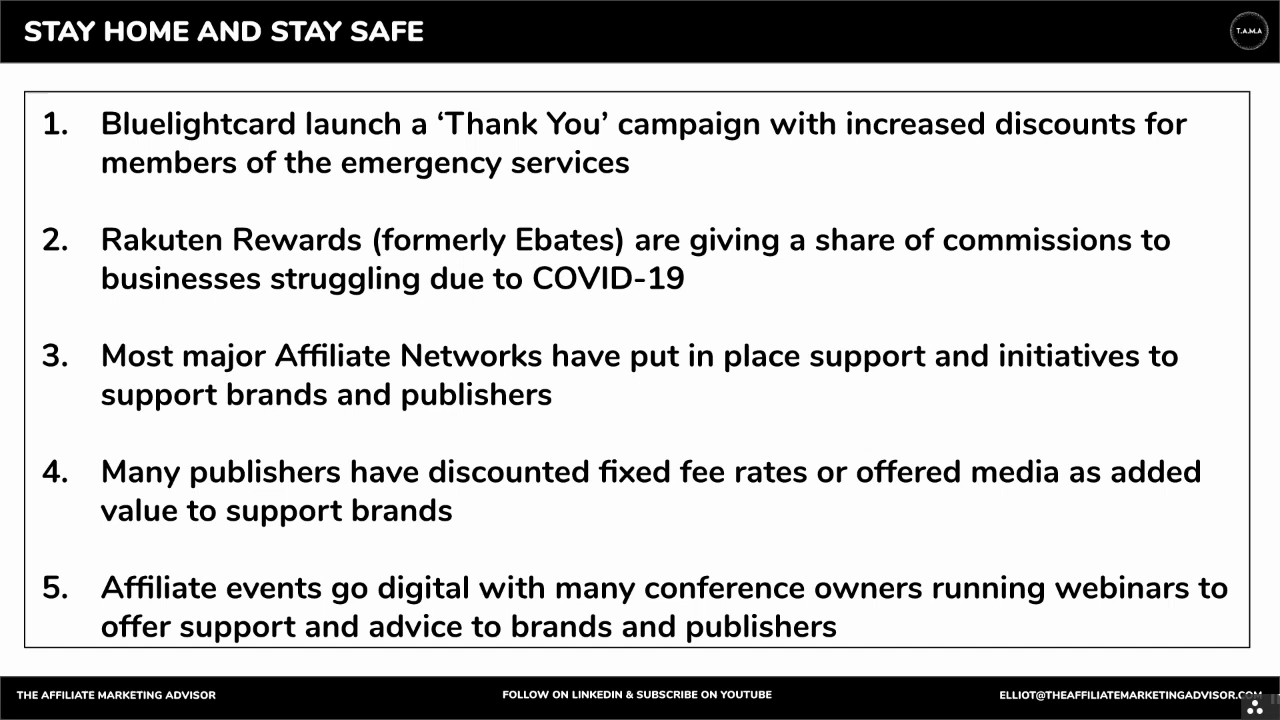 STAY HOME AND STAY SAFE
T.A.M.A
1. Bluelightcard launch a ‘Thank You’ campaign with increased discounts for
members of the emergency services
2. Rakuten Rewards (formerly Ebates) are giving a share of commissions to
businesses struggling due to COVID-19
3. Most major Affiliate Networks have put in place support and initiatives to
support brands and publishers
4. Many publishers have discounted fixed fee rates or offered media as added
value to support brands
5. Affiliate events go digital with many conference owners running webinars to
offer support and advice to brands and publishers
THE AFFILIATE MARKETING ADVISOR
FOLLOW ON LINKEDIN & SUBSCRIBE ON YOUTUBE
ELLIOT@THEAFFILIATEMARKETINGADVISOR.COM